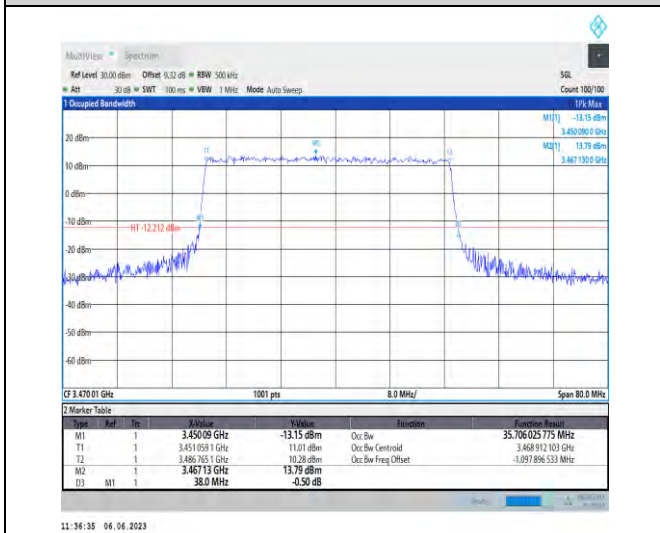 MultiView Spectrum
Ref Level 30.00 dBm Offset 9.32 dB RBW 500 kHz SGL
Att 30 dB SWT 100 ms VBW 1 MHz Mode Auto Sweep Count 100/100
1 Occupied Bandwidth 1Pk Max
M1[1] -13.15 dBm
3.450 090 0 GHz
M2[1] 13.79 dBm
3.467 130 0 GHz
20 dBm
T1 M2 T2
10 dBm
0 dBm
-10 dBm
M1
H1 -12.212 dBm
-20 dBm
-30 dBm
-40 dBm
-50 dBm
-60 dBm
CF 3.470 01 GHz 1001 pts 8.0 MHz/ Span 80.0 MHz
2 Marker Table
Type Ref Trc X-Value Y-Value Function Function Result
M1 1 3.450 09 GHz -13.15 dBm Occ Bw 35.706 025 775 MHz
T1 1 3.451 059 1 GHz 11.01 dBm Occ Bw Centroid 3.468 912 103 GHz
T2 1 3.486 765 1 GHz 10.28 dBm Occ Bw Freq Offset -1.097 896 533 MHz
M2 1 3.467 13 GHz 13.79 dBm
D3 M1 1 38.0 MHz -0.50 dB
11:36:35 06.06.2023